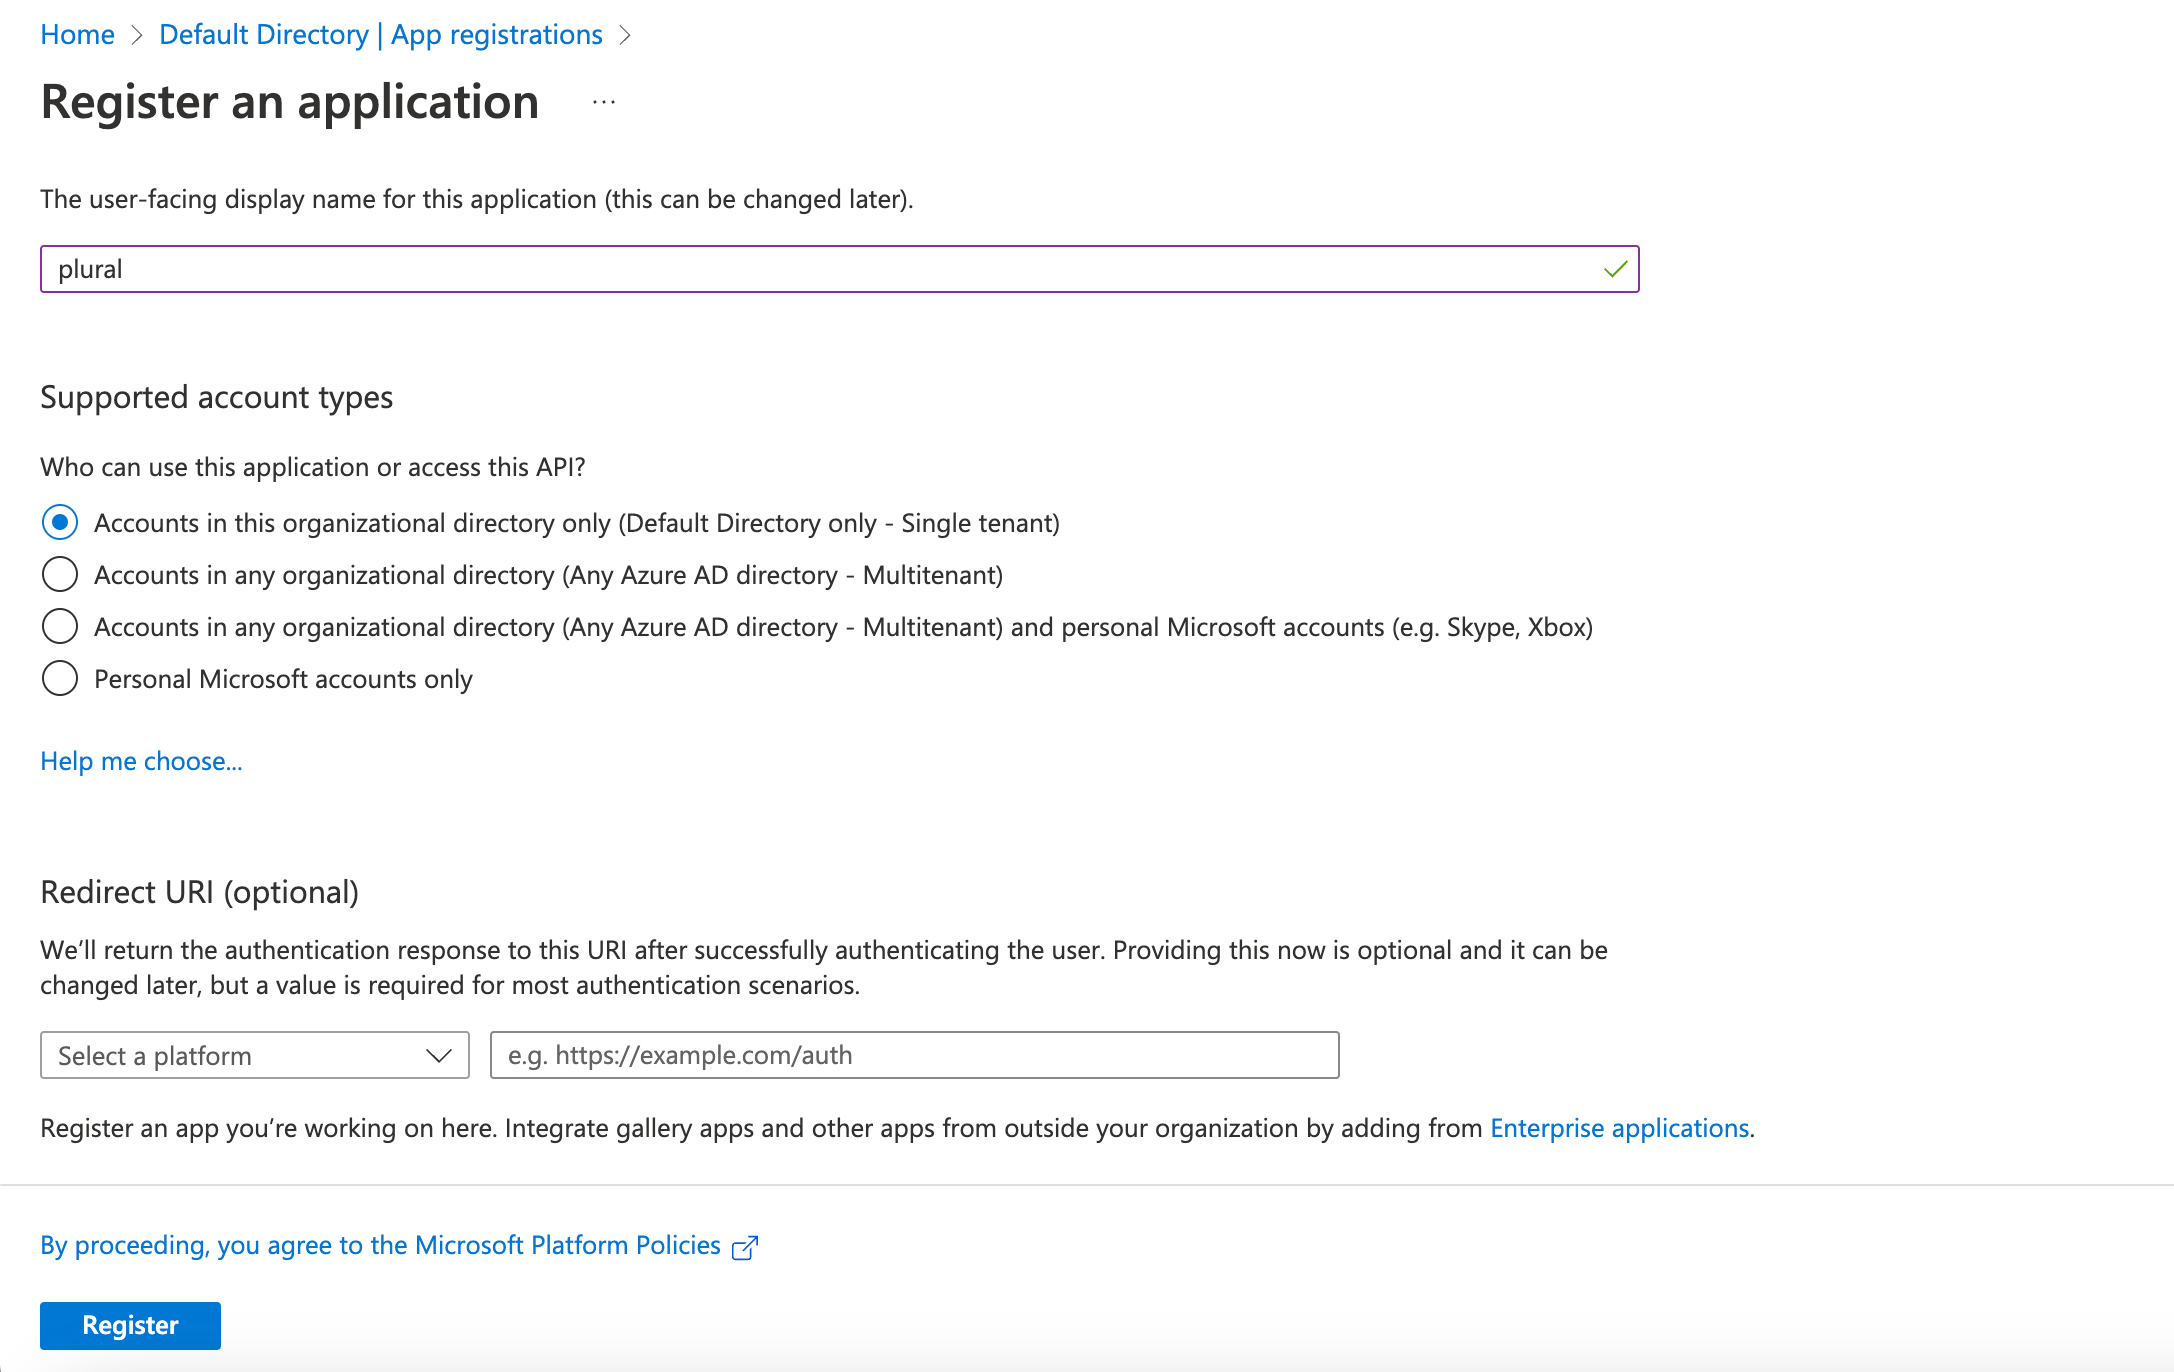 Home > Default Directory | App registrations >
Register an application ...
The user-facing display name for this application (this can be changed later).
plural
Supported account types
Who can use this application or access this API?
Accounts in this organizational directory only (Default Directory only - Single tenant)
Accounts in any organizational directory (Any Azure AD directory - Multitenant)
Accounts in any organizational directory (Any Azure AD directory - Multitenant) and personal Microsoft accounts (e.g. Skype, Xbox)
Personal Microsoft accounts only
Help me choose...
Redirect URI (optional)
We’ll return the authentication response to this URI after successfully authenticating the user. Providing this now is optional and it can be
changed later, but a value is required for most authentication scenarios.
Select a platform e.g. https://example.com/auth
Register an app you’re working on here. Integrate gallery apps and other apps from outside your organization by adding from Enterprise applications.
By proceeding, you agree to the Microsoft Platform Policies
Register